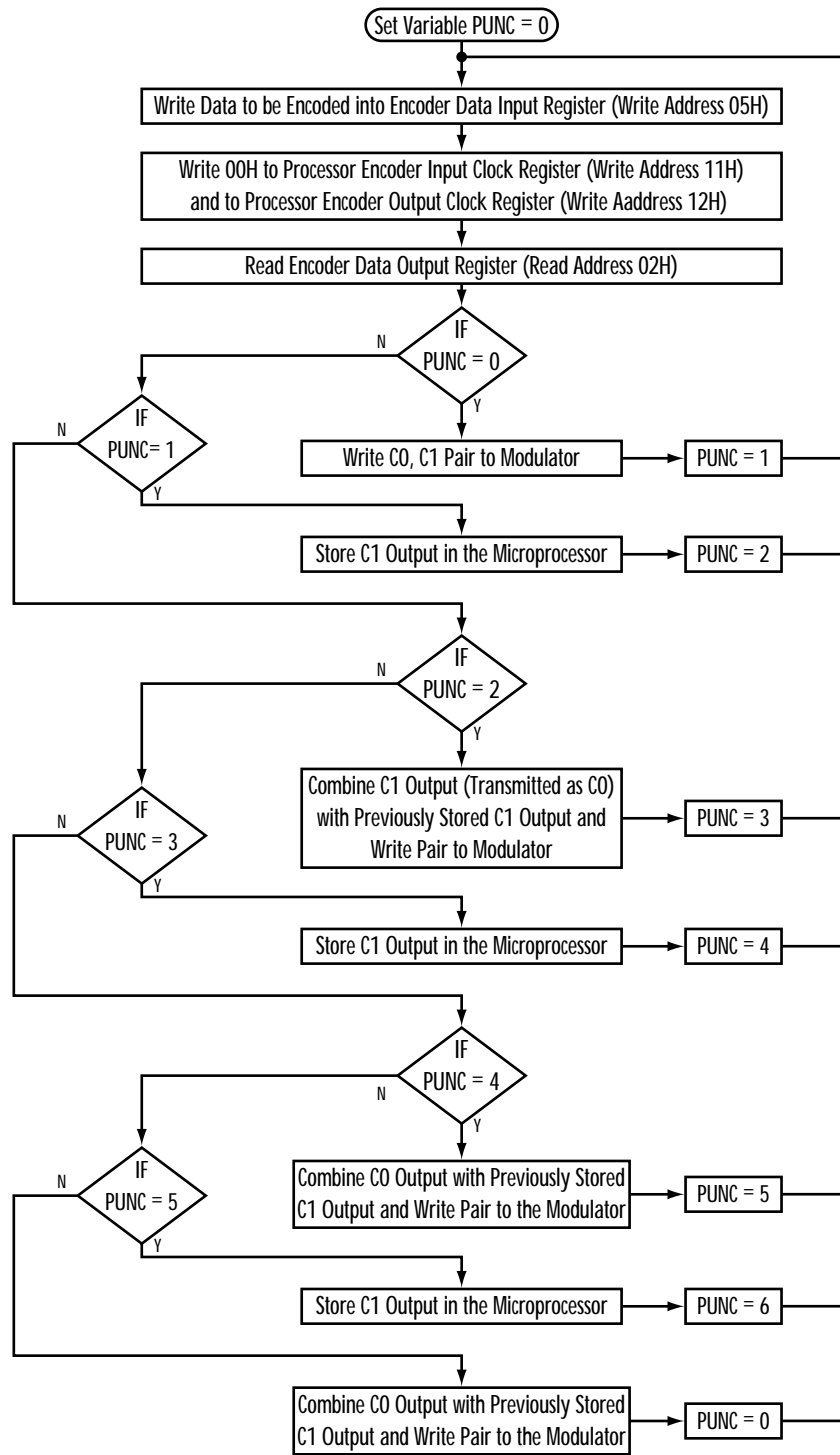 Set Variable PUNC = 0
Write Data to be Encoded into Encoder Data Input Register (Write Address 05H)
Write 00H to Processor Encoder Input Clock Register (Write Address 11H)
and to Processor Encoder Output Clock Register (Write Aaddress 12H)
Read Encoder Data Output Register (Read Address 02H)
IF
PUNC = 0
N
Y
IF
PUNC= 1
N
Y
Write C0, C1 Pair to Modulator
PUNC = 1
Store C1 Output in the Microprocessor
PUNC = 2
IF
PUNC = 2
N
Y
Combine C1 Output (Transmitted as C0)
with Previously Stored C1 Output and
Write Pair to Modulator
PUNC = 3
IF
PUNC = 3
N
Y
Store C1 Output in the Microprocessor
PUNC = 4
IF
PUNC = 4
N
Y
Combine C0 Output with Previously Stored
C1 Output and Write Pair to the Modulator
PUNC = 5
IF
PUNC = 5
N
Y
Store C1 Output in the Microprocessor
PUNC = 6
Combine C0 Output with Previously Stored
C1 Output and Write Pair to the Modulator
PUNC = 0